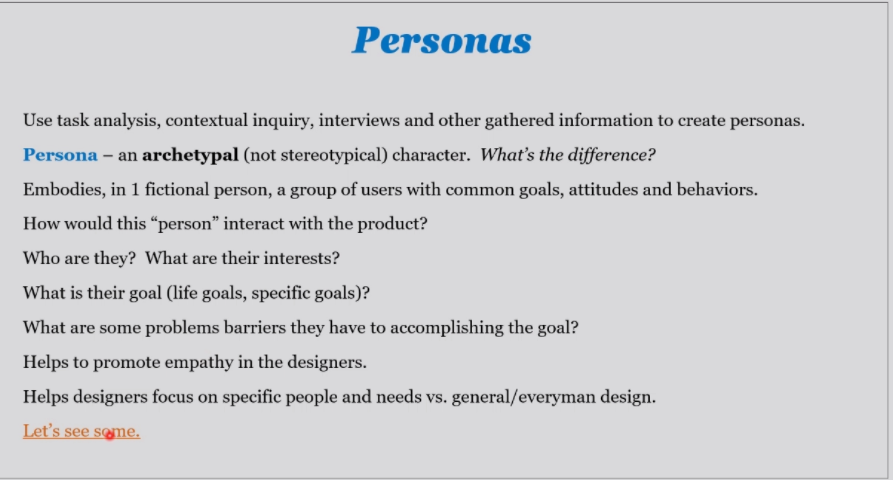 Personas
Use task analysis, contextual inquiry, interviews and other gathered information to create personas.
Persona – an archetypal (not stereotypical) character.  What's the difference?
Embodies, in 1 fictional person, a group of users with common goals, attitudes and behaviors.
How would this “person” interact with the product?
Who are they?  What are their interests?
What is their goal (life goals, specific goals)?
What are some problems barriers they have to accomplishing the goal?
Helps to promote empathy in the designers.
Helps designers focus on specific people and needs vs. general/everyman design.
Let's see some.